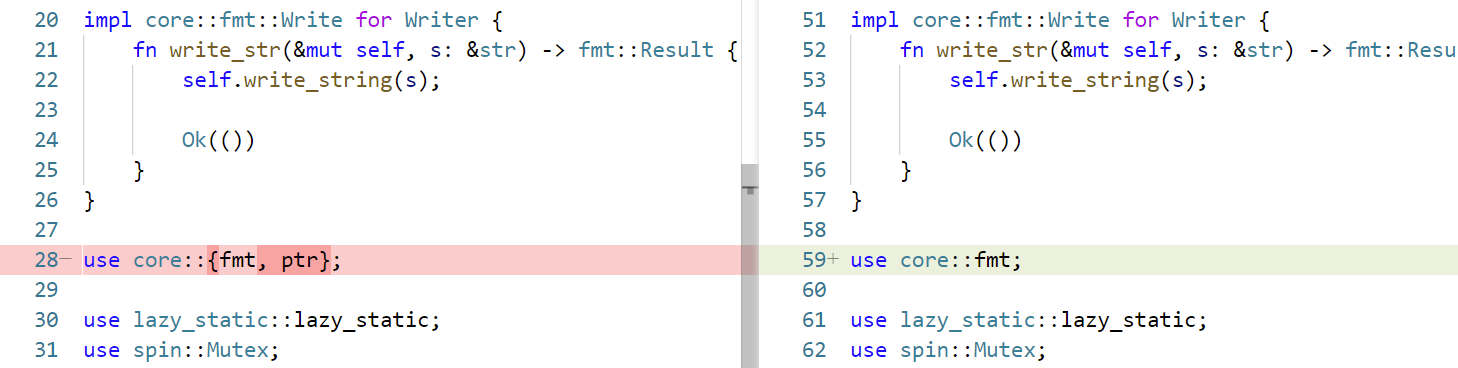 20 impl core::fmt::Write for Writer {
21     fn write_str(&mut self, s: &str) -> fmt::Result {
22         self.write_string(s);
23
24         Ok(())
25     }
26 }
27
28− use core::{fmt, ptr};
29
30 use lazy_static::lazy_static;
31 use spin::Mutex;
51 impl core::fmt::Write for Writer {
52     fn write_str(&mut self, s: &str) -> fmt::Resu
53         self.write_string(s);
54
55         Ok(())
56     }
57 }
58
59+ use core::fmt;
60
61 use lazy_static::lazy_static;
62 use spin::Mutex;